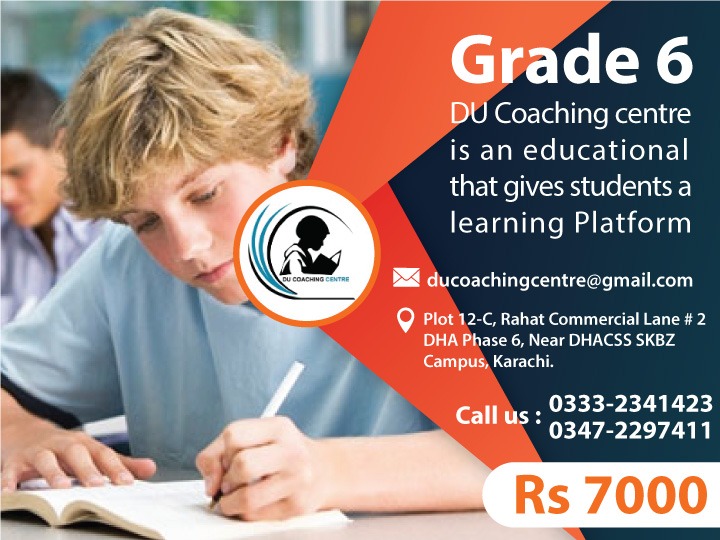 Grade 6
DU Coaching centre
is an educational
that gives students a
learning Platform
DU COACHING CENTRE
ducoachingcentre@gmail.com
Plot 12-C, Rahat Commercial Lane # 2
DHA Phase 6, Near DHACSS SKBZ
Campus, Karachi.
Call us : 0333-2341423
0347-2297411
Rs 7000